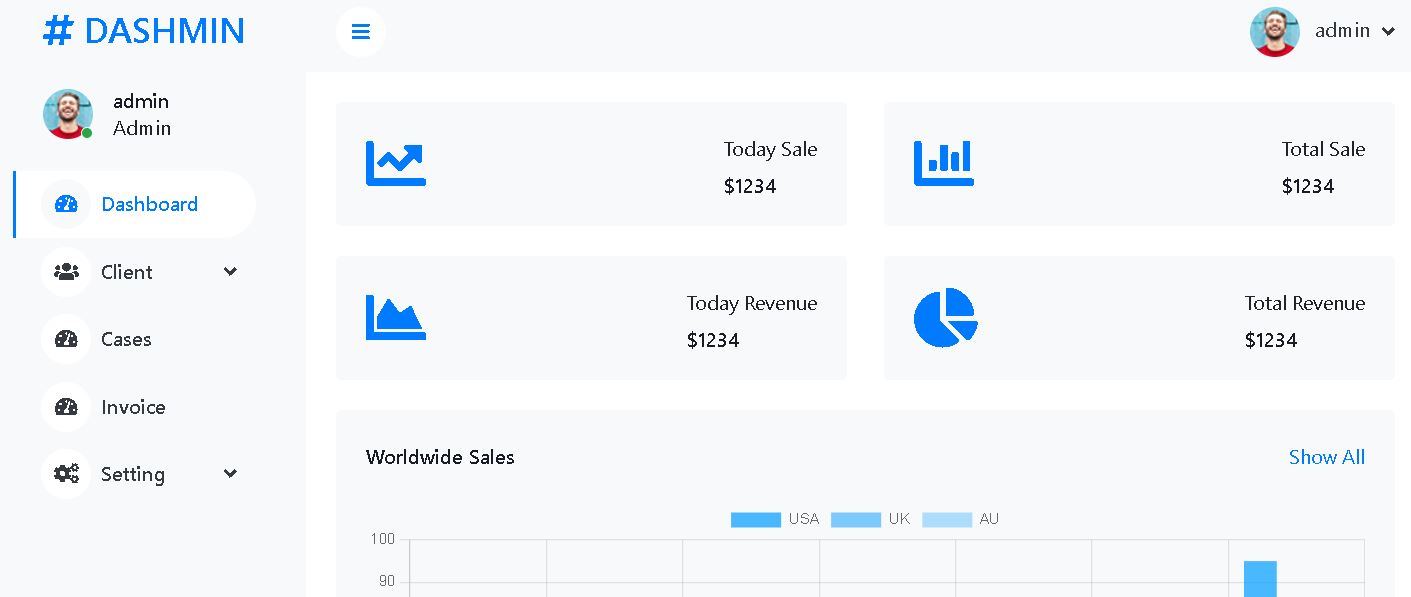 # DASHMIN
admin
admin
Admin
Dashboard
Client
Cases
Invoice
Setting
Today Sale
$1234
Total Sale
$1234
Today Revenue
$1234
Total Revenue
$1234
Worldwide Sales
Show All
USA UK AU
100
90